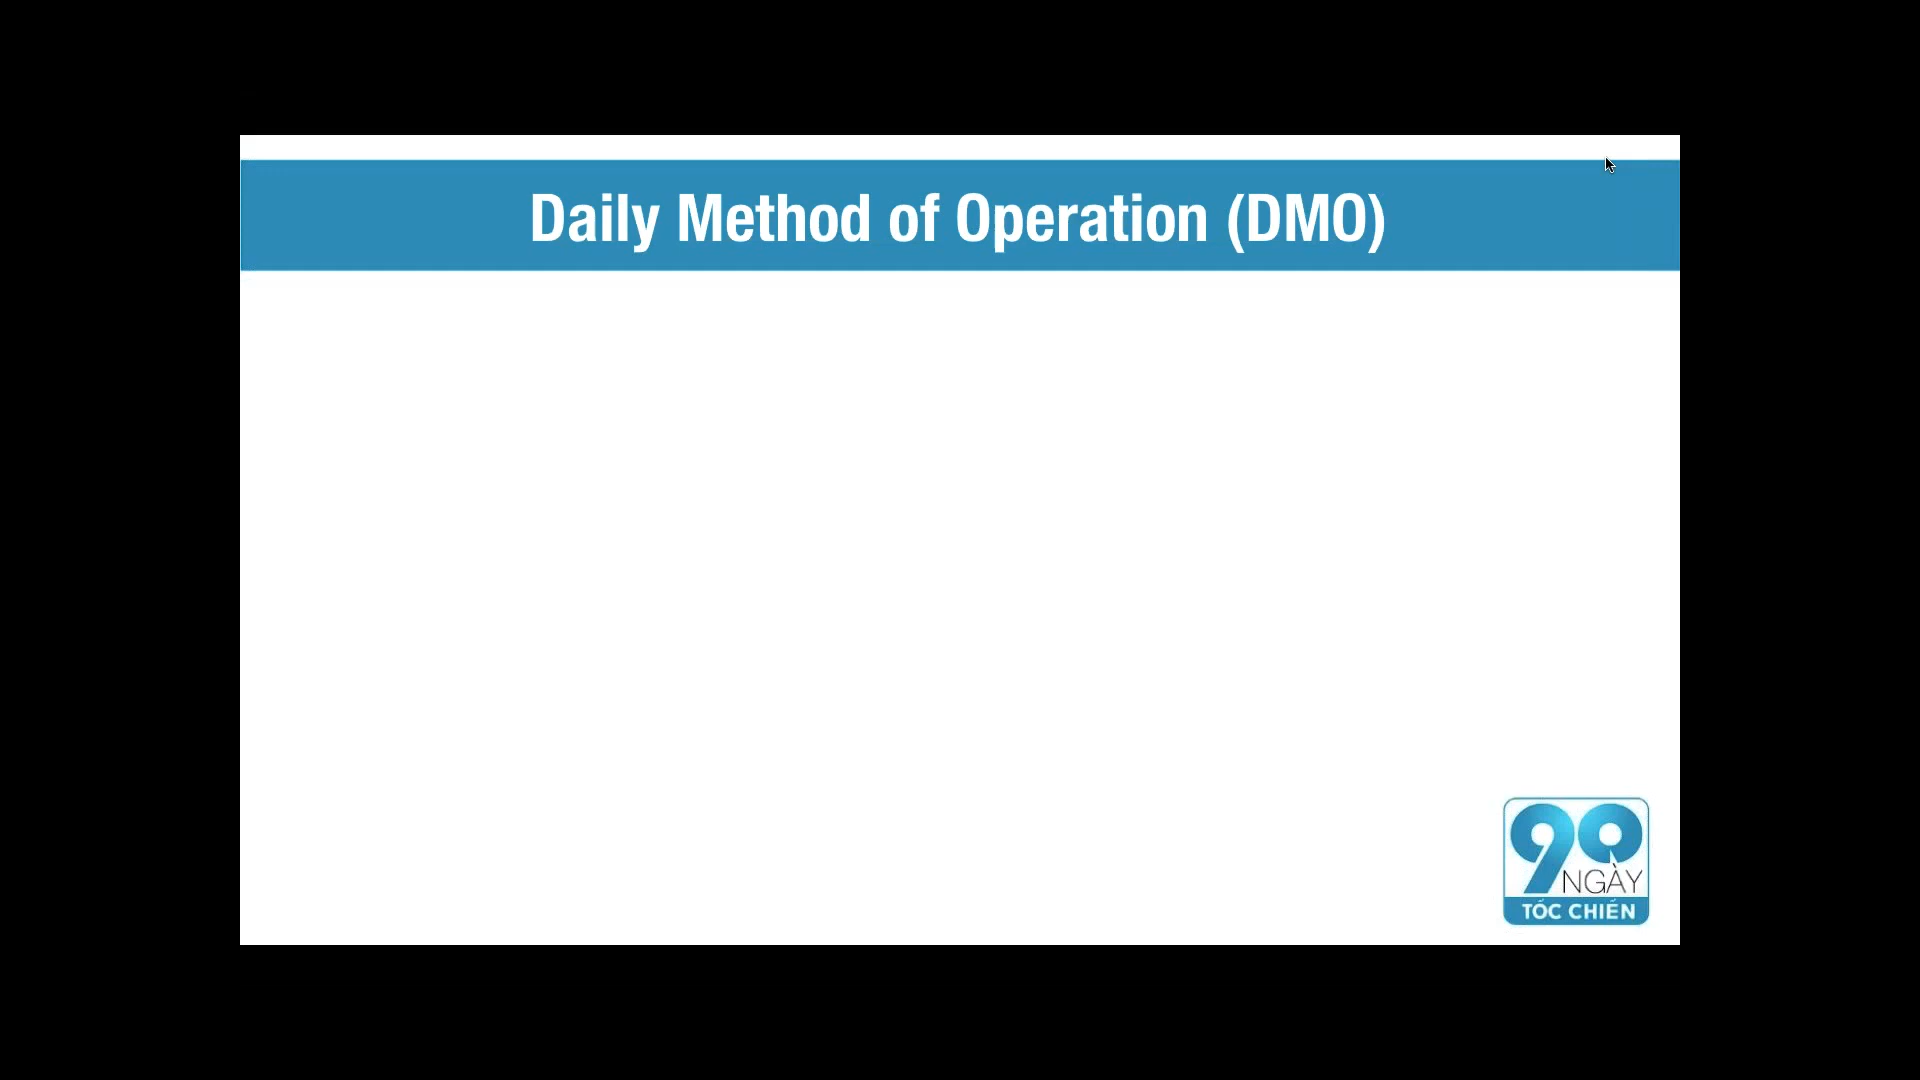 Daily Method of Operation (DMO)
90
NGÀY
TỐC CHIẾN